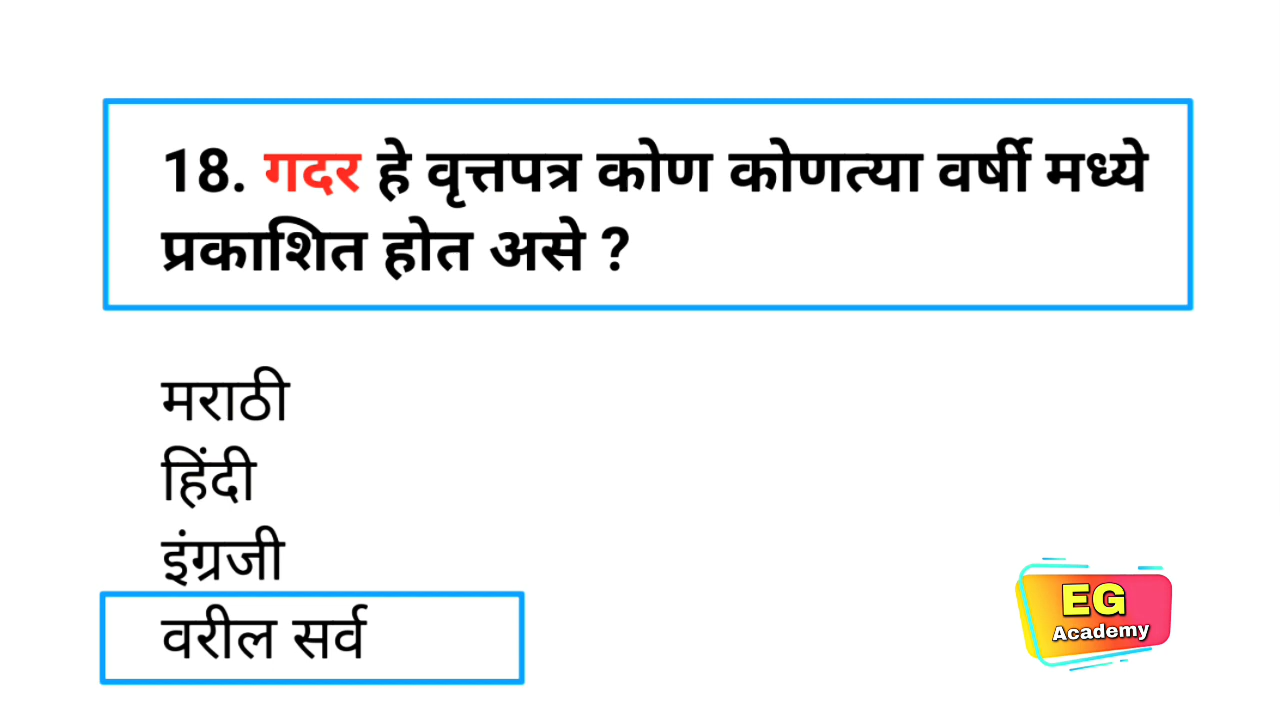 18. गदर हे वृत्तपत्र कोण कोणत्या वर्षी मध्ये
प्रकाशित होत असे ?
मराठी
हिंदी
इंग्रजी
वरील सर्व
EG
Academy